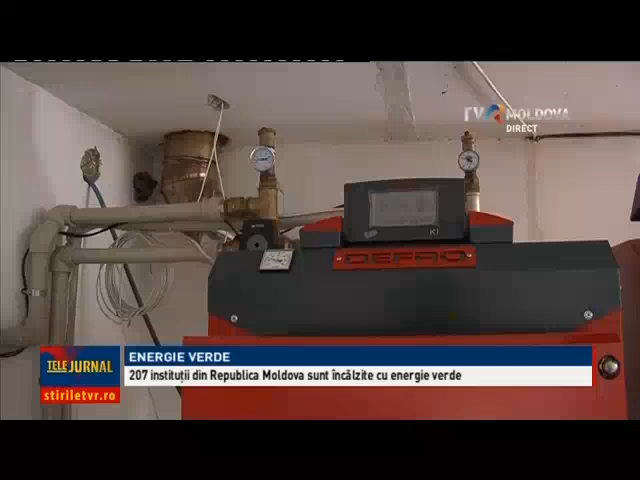 TVR MOLDOVA
DIRECT
K1
DEFRO
TELEJURNAL
stiriletvr.ro
ENERGIE VERDE
207 instituții din Republica Moldova sunt încălzite cu energie verde